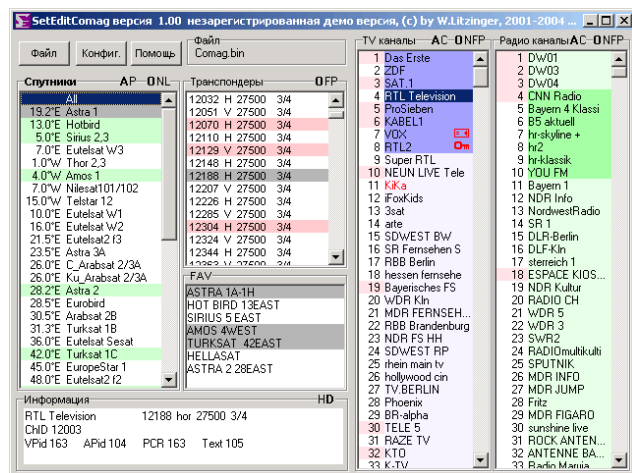 SetEditComag версия 1.00 незарегистрированная демо версия, (c) by W.Litzinger, 2001-2004 ...
Файл Конфиг. Помощь
Файл
Comag.bin
Спутники AP ONL
All
19.2°E Astra 1
13.0°E Hotbird
5.0°E Sirius 2,3
7.0°E Eutelsat W3
1.0°W Thor 2,3
4.0°W Amos 1
7.0°W Nilesat101/102
15.0°W Telstar 12
10.0°E Eutelsat W1
16.0°E Eutelsat W2
21.5°E Eutelsat2 f3
23.5°E Astra 3A
26.0°E C_Arabsat 2/3A
26.0°E Ku_Arabsat 2/3A
28.2°E Astra 2
28.5°E Eurobird
30.5°E Arabsat 2B
31.3°E Turksat 1B
36.0°E Eutelsat Sesat
42.0°E Turksat 1C
45.0°E EuropeStar 1
48.0°E Eutelsat2 f2
Транспондеры OFP
12032 H 27500 3/4
12051 V 27500 3/4
12070 H 27500 3/4
12110 H 27500 3/4
12129 V 27500 3/4
12148 H 27500 3/4
12188 H 27500 3/4
12207 V 27500 3/4
12226 H 27500 3/4
12285 V 27500 3/4
12304 H 27500 3/4
12324 V 27500 3/4
12344 H 27500 3/4
12363 V 27500 3/4
FAV
ASTRA 1A-1H
HOT BIRD 13EAST
SIRIUS 5 EAST
AMOS 4WEST
TURKSAT 42EAST
HELLASAT
ASTRA 2 28EAST
Информация HD
RTL Television 12188 hor 27500 3/4
ChID 12003
VPid 163 APid 104 PCR 163 Text 105
TV каналы AC ONFP
1 Das Erste
2 ZDF
3 SAT.1
4 RTL Television
5 ProSieben
6 KABEL1
7 VOX
8 RTL2
9 Super RTL
10 NEUN LIVE Tele
11 KiKa
12 iFoxKids
13 3sat
14 arte
15 SDWEST BW
16 SR Fernsehen S
17 RBB Berlin
18 hessen fernsehe
19 Bayerisches FS
20 WDR Kln
21 MDR FERNSEH...
22 RBB Brandenburg
23 NDR FS HH
24 SDWEST RP
25 rhein main tv
26 hollywood cin
27 TV.BERLIN
28 Phoenix
29 BR-alpha
30 TELE 5
31 RAZE TV
32 KTO
33 K-TV
Радио каналы AC ONFP
1 DW01
2 DW03
3 DW04
4 CNN Radio
5 Bayern 4 Klassi
6 B5 aktuell
7 hr-skyline +
8 hr2
9 hr-klassik
10 YOU FM
11 Bayern 1
12 NDR Info
13 NordwestRadio
14 SR 1
15 DLR-Berlin
16 DLF-Kln
17 sterreich 1
18 ESPACE KIOS...
19 NDR Kultur
20 RADIO CH
21 WDR 5
22 WDR 3
23 SWR2
24 RADIOmultikulti
25 SPUTNIK
26 MDR INFO
27 MDR JUMP
28 Fritz
29 MDR FIGARO
30 sunshine live
31 ROCK ANTEN...
32 ANTENNE BA...
33 Radio Maruja